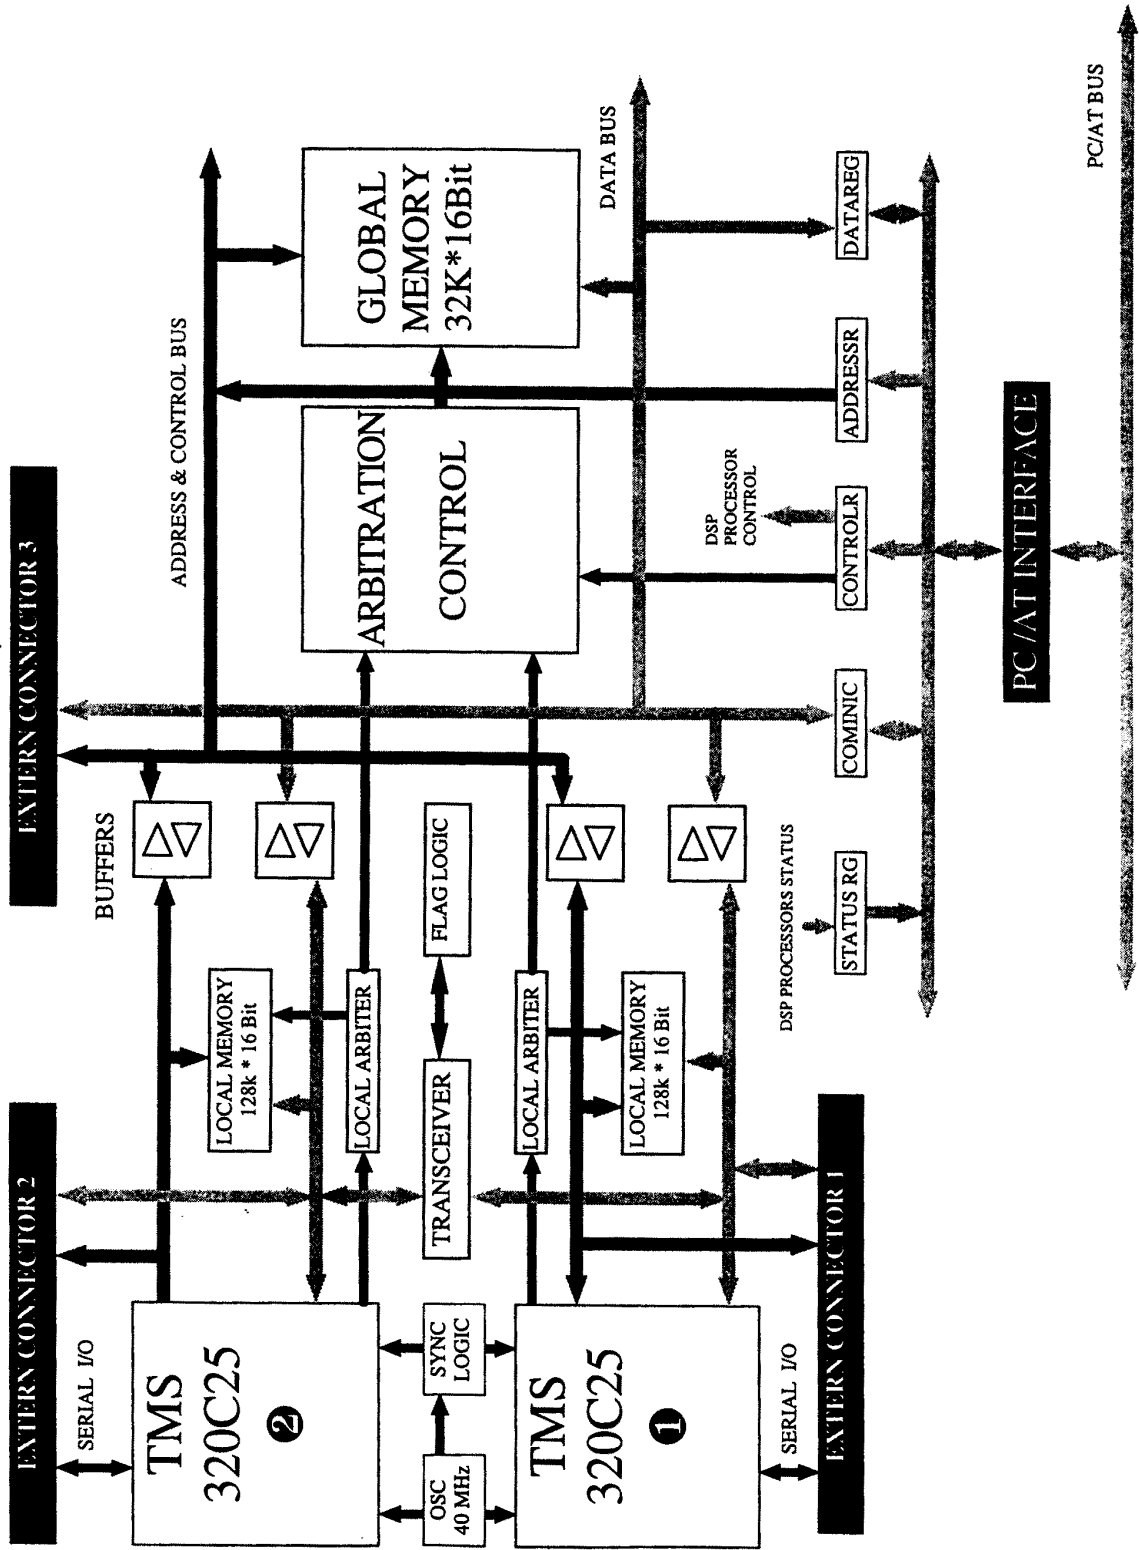 EXTERN CONNECTOR 2
EXTERN CONNECTOR 3
SERIAL I/O
TMS
320C25
2
BUFFERS
ADDRESS & CONTROL BUS
LOCAL MEMORY
128k * 16 Bit
LOCAL ARBITER
ARBITRATION
CONTROL
GLOBAL
MEMORY
32K*16Bit
OSC
40 MHz
SYNC
LOGIC
TRANSCEIVER
FLAG LOGIC
TMS
320C25
1
LOCAL ARBITER
LOCAL MEMORY
128k * 16 Bit
DATA BUS
SERIAL I/O
EXTERN CONNECTOR 1
DSP PROCESSORS STATUS
DSP
PROCESSOR
CONTROL
STATUS RG
COMINIC
CONTROLR
ADDRESSR
DATAREG
PC/AT INTERFACE
PC/AT BUS